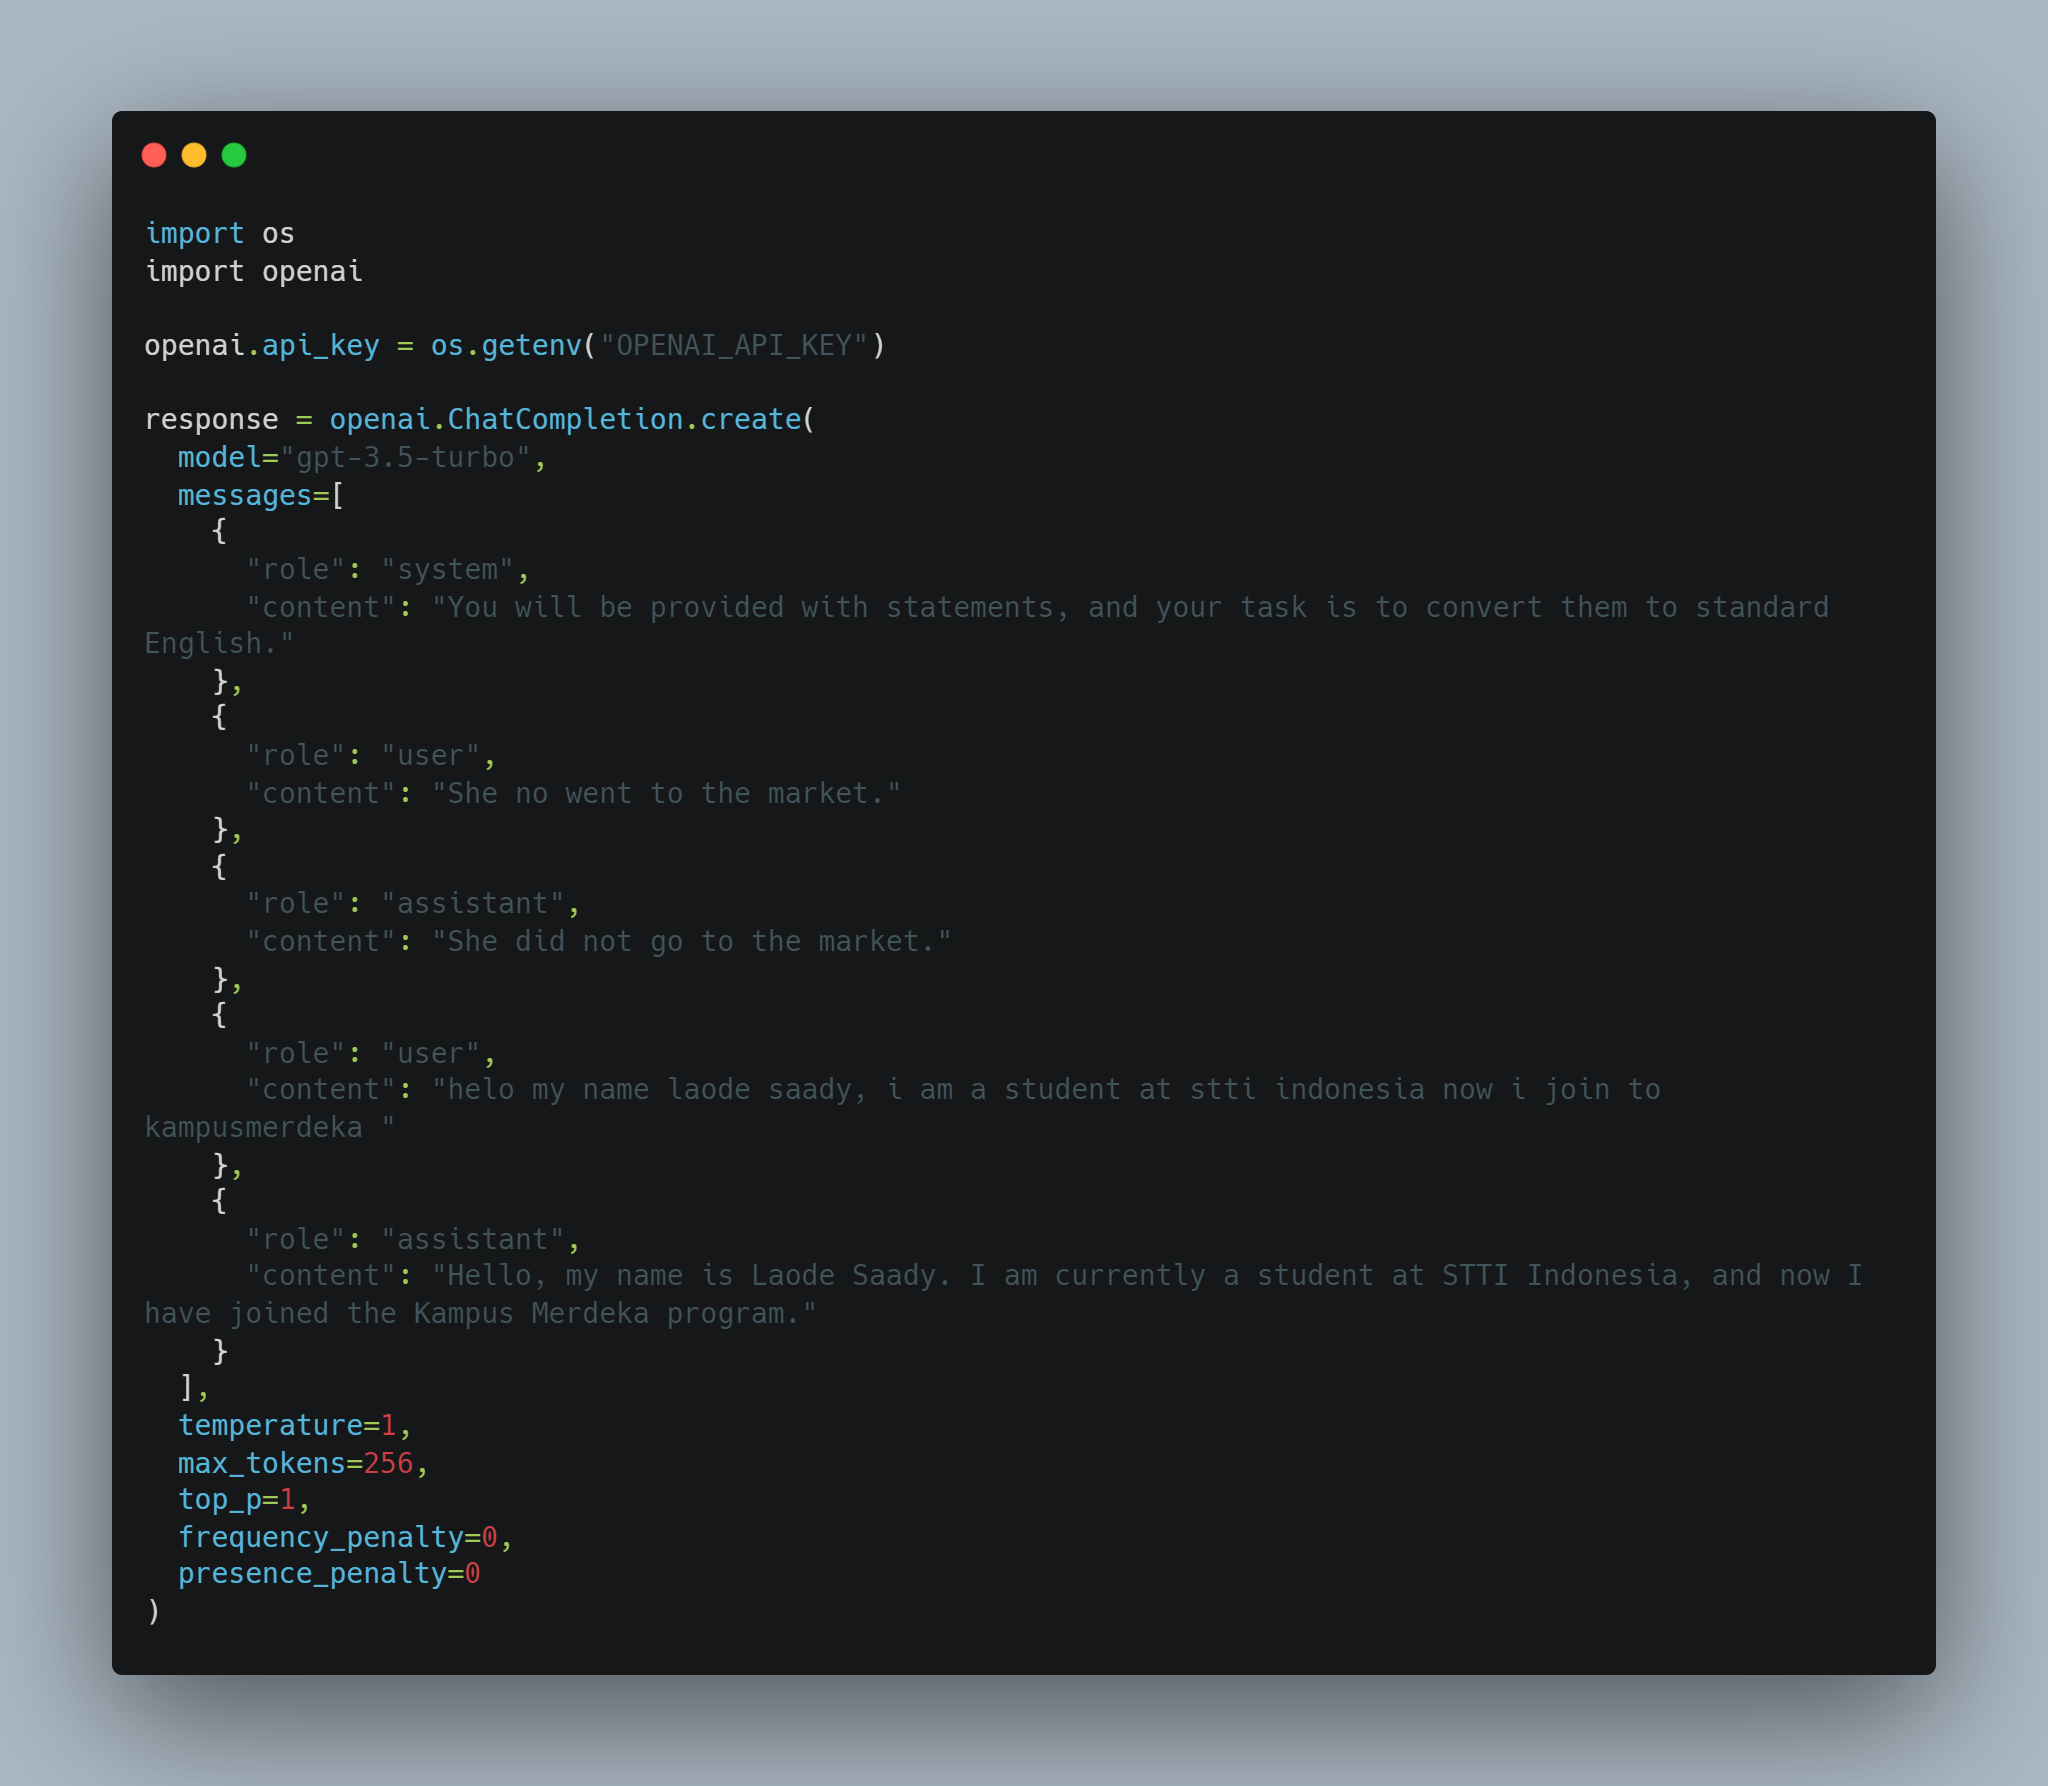 import os
import openai

openai.api_key = os.getenv("OPENAI_API_KEY")

response = openai.ChatCompletion.create(
  model="gpt-3.5-turbo",
  messages=[
    {
      "role": "system",
      "content": "You will be provided with statements, and your task is to convert them to standard
English."
    },
    {
      "role": "user",
      "content": "She no went to the market."
    },
    {
      "role": "assistant",
      "content": "She did not go to the market."
    },
    {
      "role": "user",
      "content": "helo my name laode saady, i am a student at stti indonesia now i join to
kampusmerdeka "
    },
    {
      "role": "assistant",
      "content": "Hello, my name is Laode Saady. I am currently a student at STTI Indonesia, and now I
have joined the Kampus Merdeka program."
    }
  ],
  temperature=1,
  max_tokens=256,
  top_p=1,
  frequency_penalty=0,
  presence_penalty=0
)